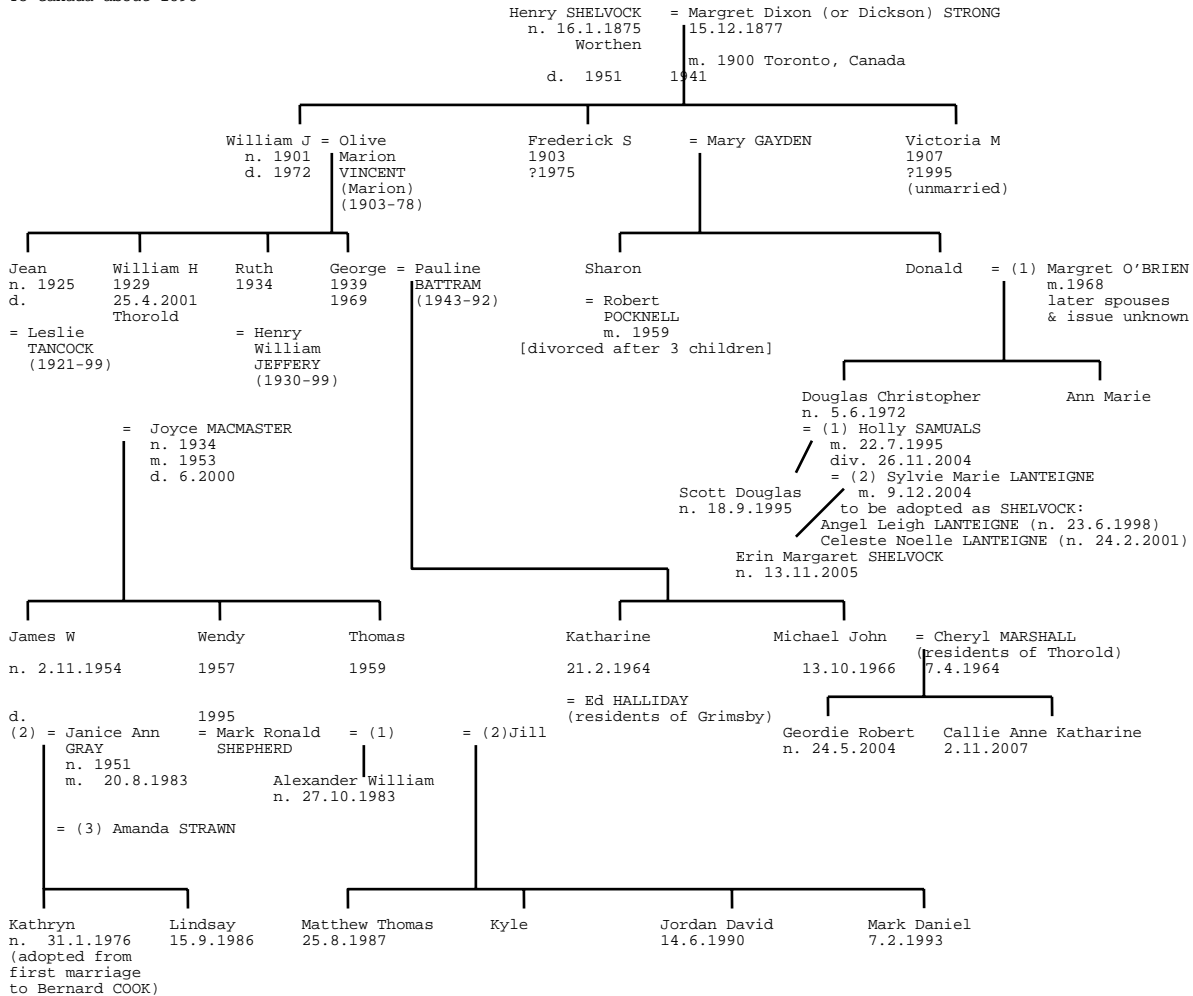 Henry SHELVOCK = Margret Dixon (or Dickson) STRONG
n. 16.1.1875 15.12.1877
Worthen
m. 1900 Toronto, Canada
d. 1951 1941
William J = Olive Frederick S = Mary GAYDEN Victoria M
n. 1901 Marion 1903 1907
d. 1972 VINCENT ?1975 ?1995
(Marion) (unmarried)
(1903-78)
Jean William H Ruth George = Pauline Sharon Donald = (1) Margret O'BRIEN
n. 1925 1929 1934 1939 BATTRAM m.1968
d. 25.4.2001 1969 (1943-92) = Robert later spouses
Thorold POCKNELL & issue unknown
= Leslie = Henry m. 1959
TANCOCK William [divorced after 3 children]
(1921-99) JEFFERY
(1930-99)
Douglas Christopher Ann Marie
n. 5.6.1972
= Joyce MACMASTER = (1) Holly SAMUALS
n. 1934 m. 22.7.1995
m. 1953 div. 26.11.2004
d. 6.2000 = (2) Sylvie Marie LANTEIGNE
Scott Douglas m. 9.12.2004
n. 18.9.1995 to be adopted as SHELVOCK:
Angel Leigh LANTEIGNE (n. 23.6.1998)
Celeste Noelle LANTEIGNE (n. 24.2.2001)
Erin Margaret SHELVOCK
n. 13.11.2005
James W Wendy Thomas Katharine Michael John = Cheryl MARSHALL
(residents of Thorold)
n. 2.11.1954 1957 1959 21.2.1964 13.10.1966 7.4.1964
= Ed HALLIDAY
d. 1995 (residents of Grimsby)
(2) = Janice Ann = Mark Ronald = (1) = (2)Jill Geordie Robert Callie Anne Katharine
GRAY SHEPHERD n. 24.5.2004 2.11.2007
n. 1951
m. 20.8.1983 Alexander William
n. 27.10.1983
= (3) Amanda STRAWN
Kathryn Lindsay Matthew Thomas Kyle Jordan David Mark Daniel
n. 31.1.1976 15.9.1986 25.8.1987 14.6.1990 7.2.1993
(adopted from
first marriage
to Bernard COOK)